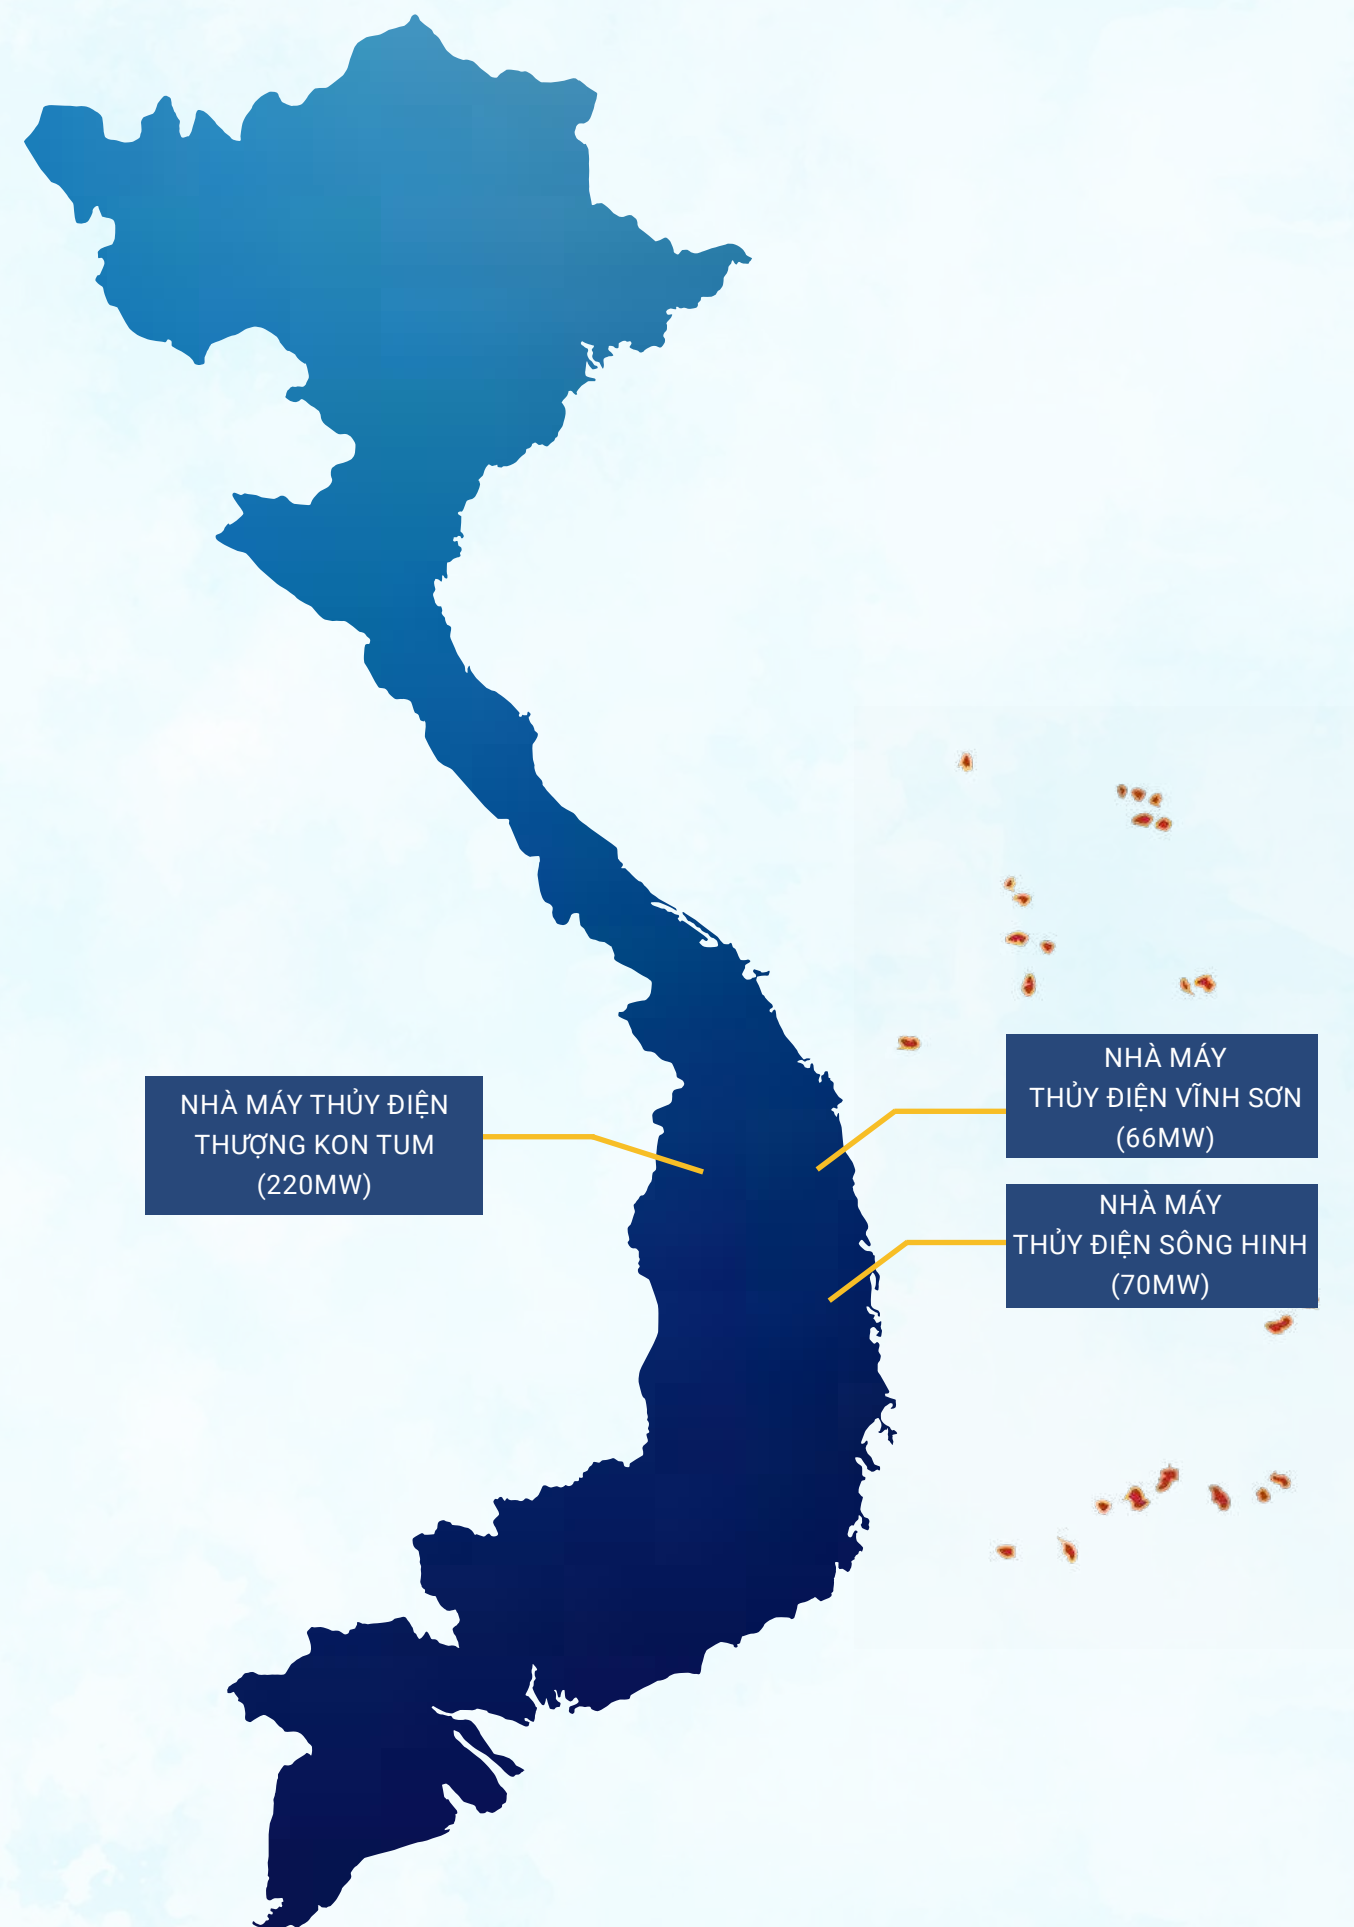 NHÀ MÁY THỦY ĐIỆN
THƯỢNG KON TUM
(220MW)
NHÀ MÁY
THỦY ĐIỆN VĨNH SƠN
(66MW)
NHÀ MÁY
THỦY ĐIỆN SÔNG HINH
(70MW)